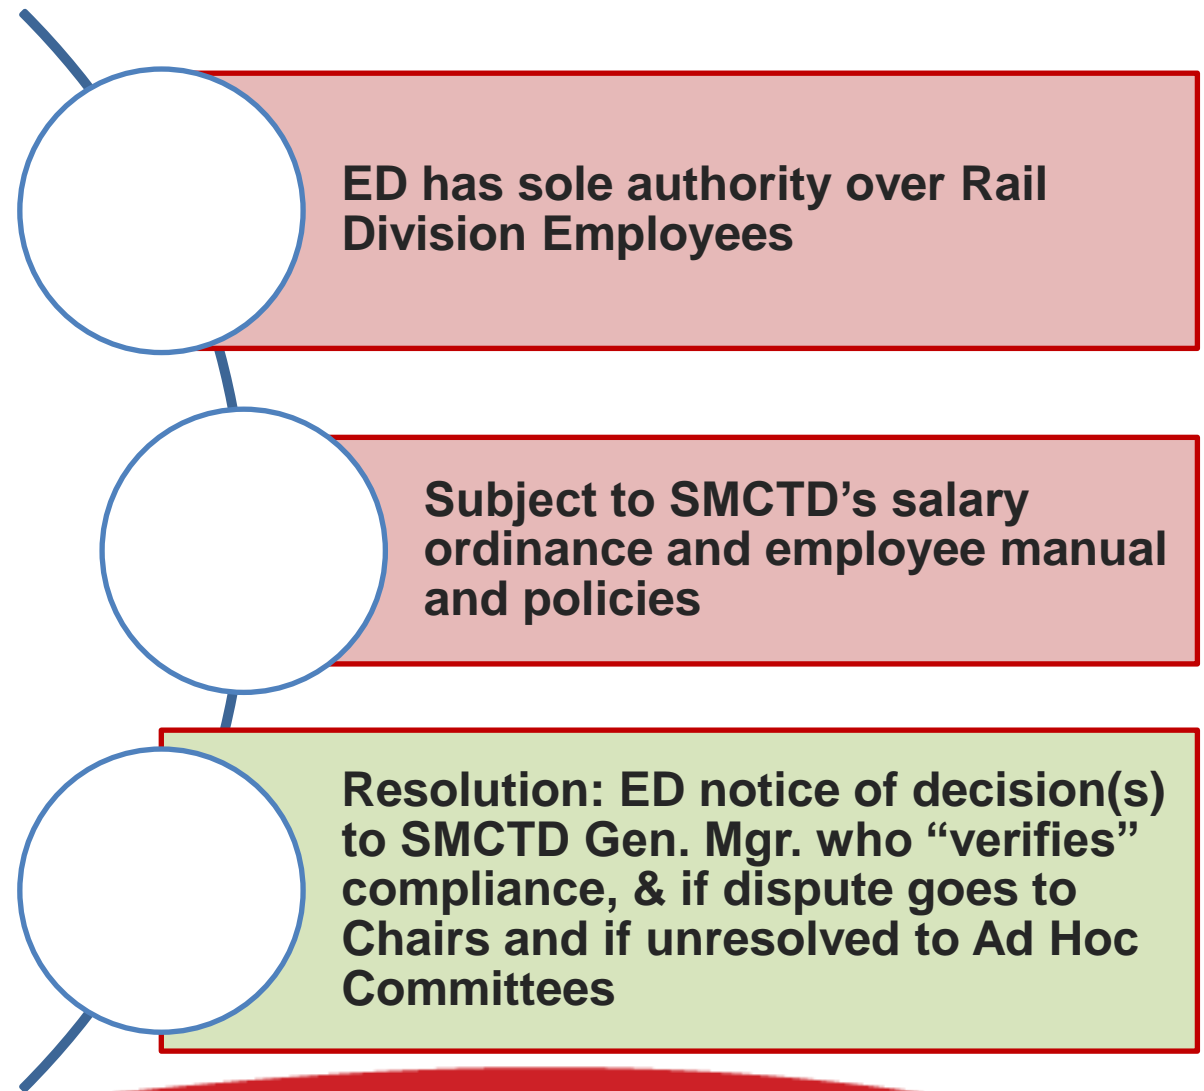 ED has sole authority over Rail
Division Employees
Subject to SMCTD’s salary
ordinance and employee manual
and policies
Resolution: ED notice of decision(s)
to SMCTD Gen. Mgr. who “verifies”
compliance, & if dispute goes to
Chairs and if unresolved to Ad Hoc
Committees